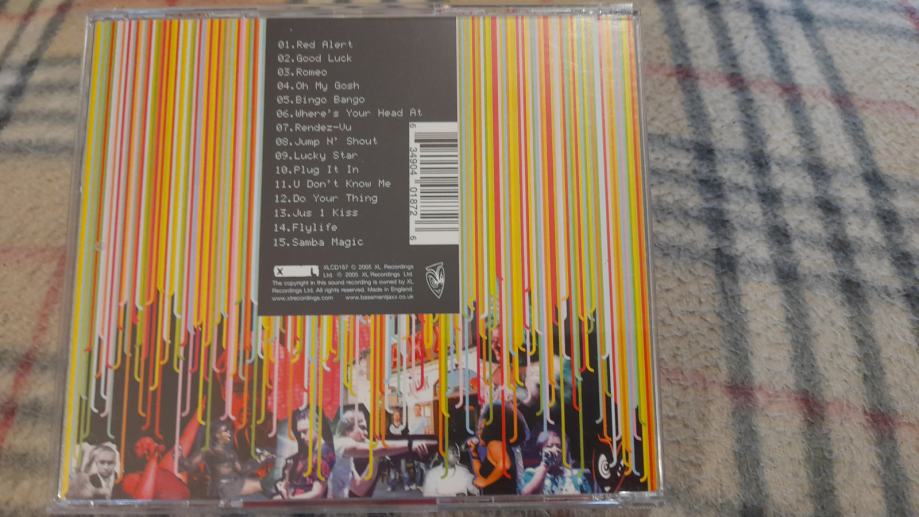 01.Red Alert
02.Good Luck
03.Romeo
04.Oh My Gosh
05.Bingo Bango
06.Where's Your Head At
07.Rendez-Vu
08.Jump N' Shout
09.Lucky Star
10.Plug It In
11.U Don't Know Me
12.Do Your Thing
13.Jus 1 Kiss
14.Flylife
15.Samba Magic
6 34904 01872 6
X L
XLCD187 © 2005 XL Recordings
Ltd. ℗ 2005 XL Recordings Ltd.
The copyright in this sound recording is owned by XL
Recordings Ltd. All rights reserved. Made in England.
www.xlrecordings.com www.basementjaxx.co.uk